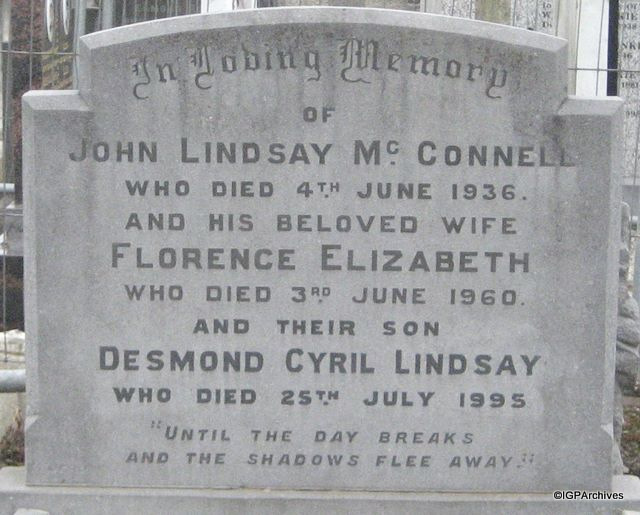 In Loving Memory
OF
JOHN LINDSAY Mc CONNELL
WHO DIED 4TH JUNE 1936.
AND HIS BELOVED WIFE
FLORENCE ELIZABETH
WHO DIED 3RD JUNE 1960.
AND THEIR SON
DESMOND CYRIL LINDSAY
WHO DIED 25TH JULY 1995
"UNTIL THE DAY BREAKS
AND THE SHADOWS FLEE AWAY."
©IGPArchives